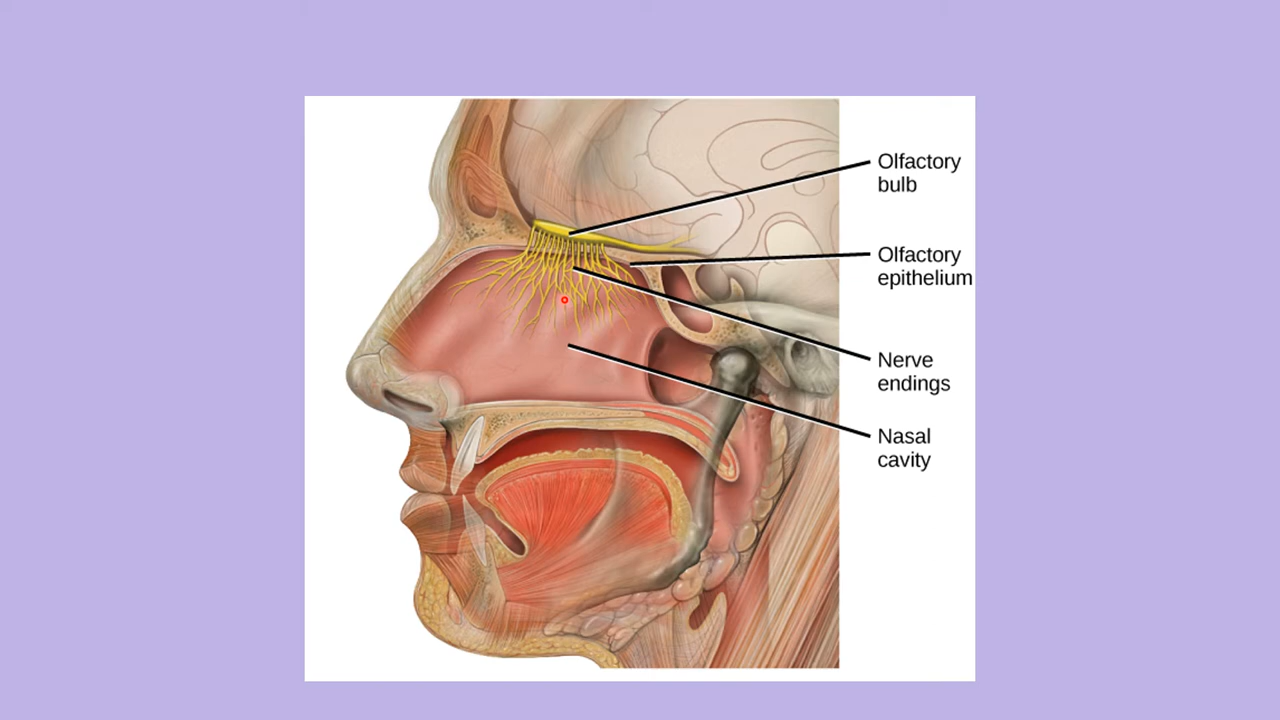 Olfactory
bulb
Olfactory
epithelium
Nerve
endings
Nasal
cavity